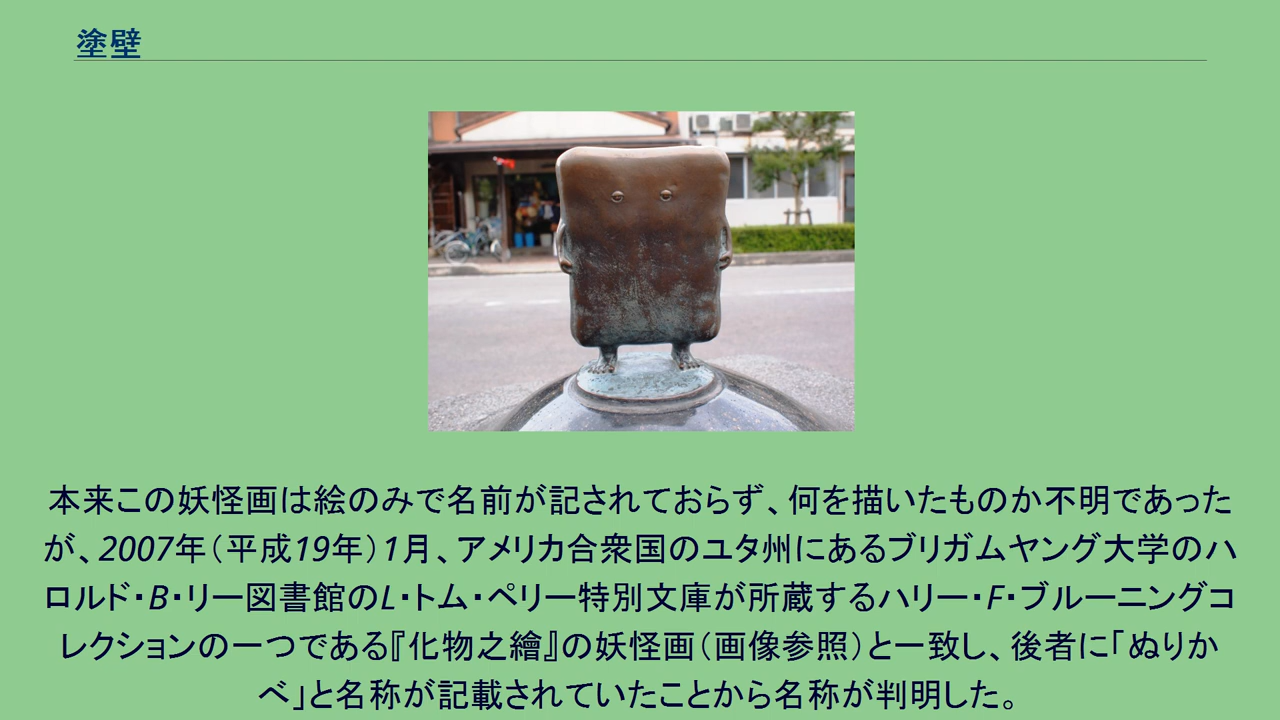 塗壁
本来この妖怪画は絵のみで名前が記されておらず、何を描いたものか不明であった
が、2007年（平成19年）1月、アメリカ合衆国のユタ州にあるブリガムヤング大学のハ
ロルド・B・リー図書館のL・トム・ペリー特別文庫が所蔵するハリー・F・ブルーニングコ
レクションの一つである『化物之繪』の妖怪画（画像参照）と一致し、後者に「ぬりか
べ」と名称が記載されていたことから名称が判明した。